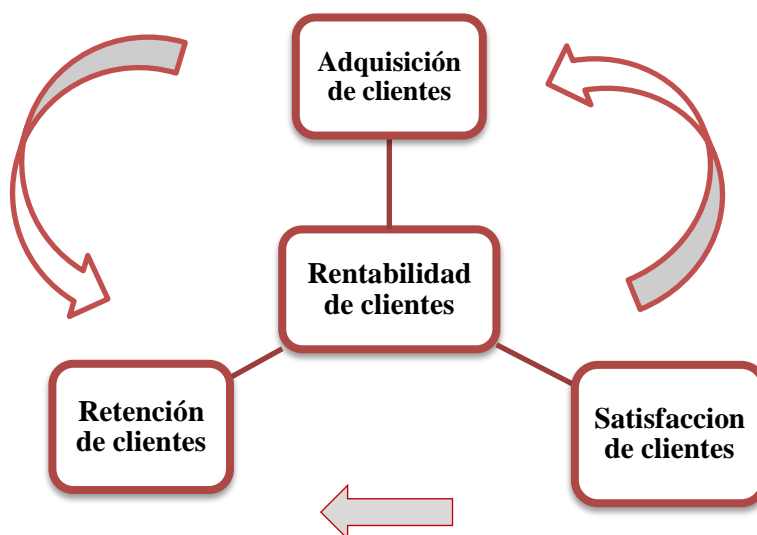 Adquisición
de clientes
Rentabilidad
de clientes
Retención
de clientes
Satisfaccion
de clientes